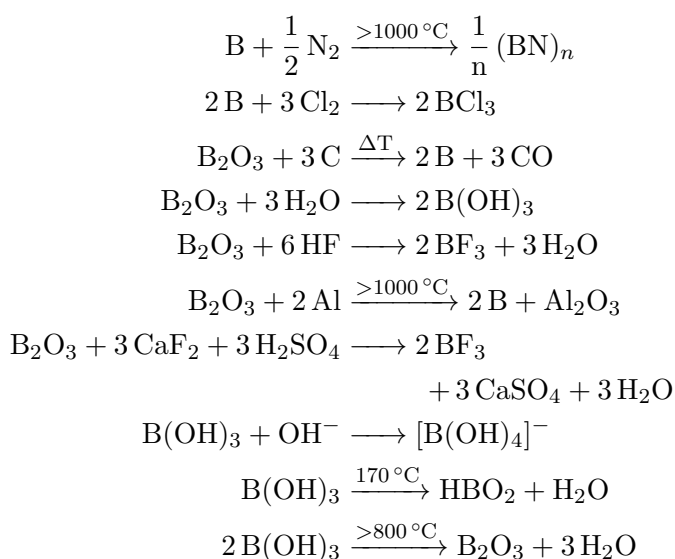 B + 1/2 N₂ —>1000 °C→ 1/n (BN)ₙ
2 B + 3 Cl₂ ⟶ 2 BCl₃
B₂O₃ + 3 C —ΔT→ 2 B + 3 CO
B₂O₃ + 3 H₂O ⟶ 2 B(OH)₃
B₂O₃ + 6 HF ⟶ 2 BF₃ + 3 H₂O
B₂O₃ + 2 Al —>1000 °C→ 2 B + Al₂O₃
B₂O₃ + 3 CaF₂ + 3 H₂SO₄ ⟶ 2 BF₃
+ 3 CaSO₄ + 3 H₂O
B(OH)₃ + OH⁻ ⟶ [B(OH)₄]⁻
B(OH)₃ —170 °C→ HBO₂ + H₂O
2 B(OH)₃ —>800 °C→ B₂O₃ + 3 H₂O